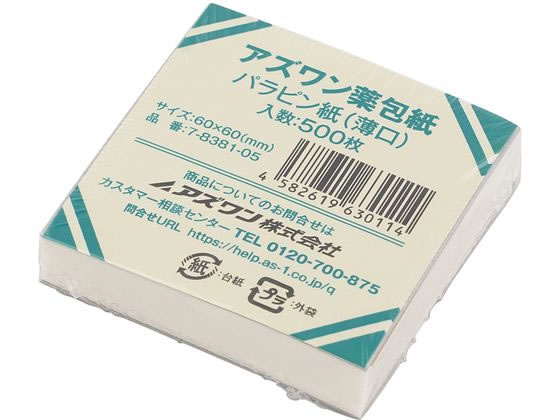 アズワン薬包紙
パラピン紙(薄口)
入数:500枚
サイズ:60×60(mm)
品 番:7-8381-05
4 582619 630114
商品についてのお問合せは
アズワン株式会社
カスタマー相談センター TEL 0120-700-875
問合せURL https://help.as-1.co.jp/q
紙 :台紙
プラ :外袋